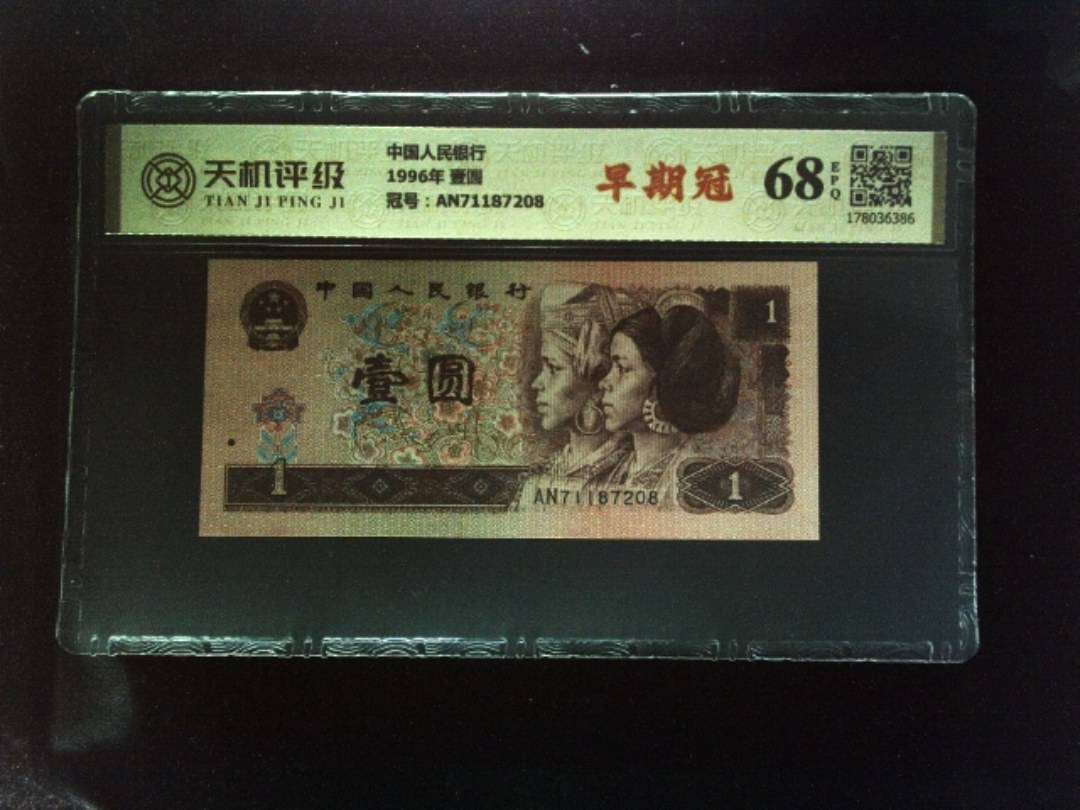 天机评级
TIAN JI PING JI
中国人民银行
1996年 壹圆
冠号：AN71187208
早期冠
68
EPQ
178036386
中国人民银行
1
壹圆
1
AN71187208
1